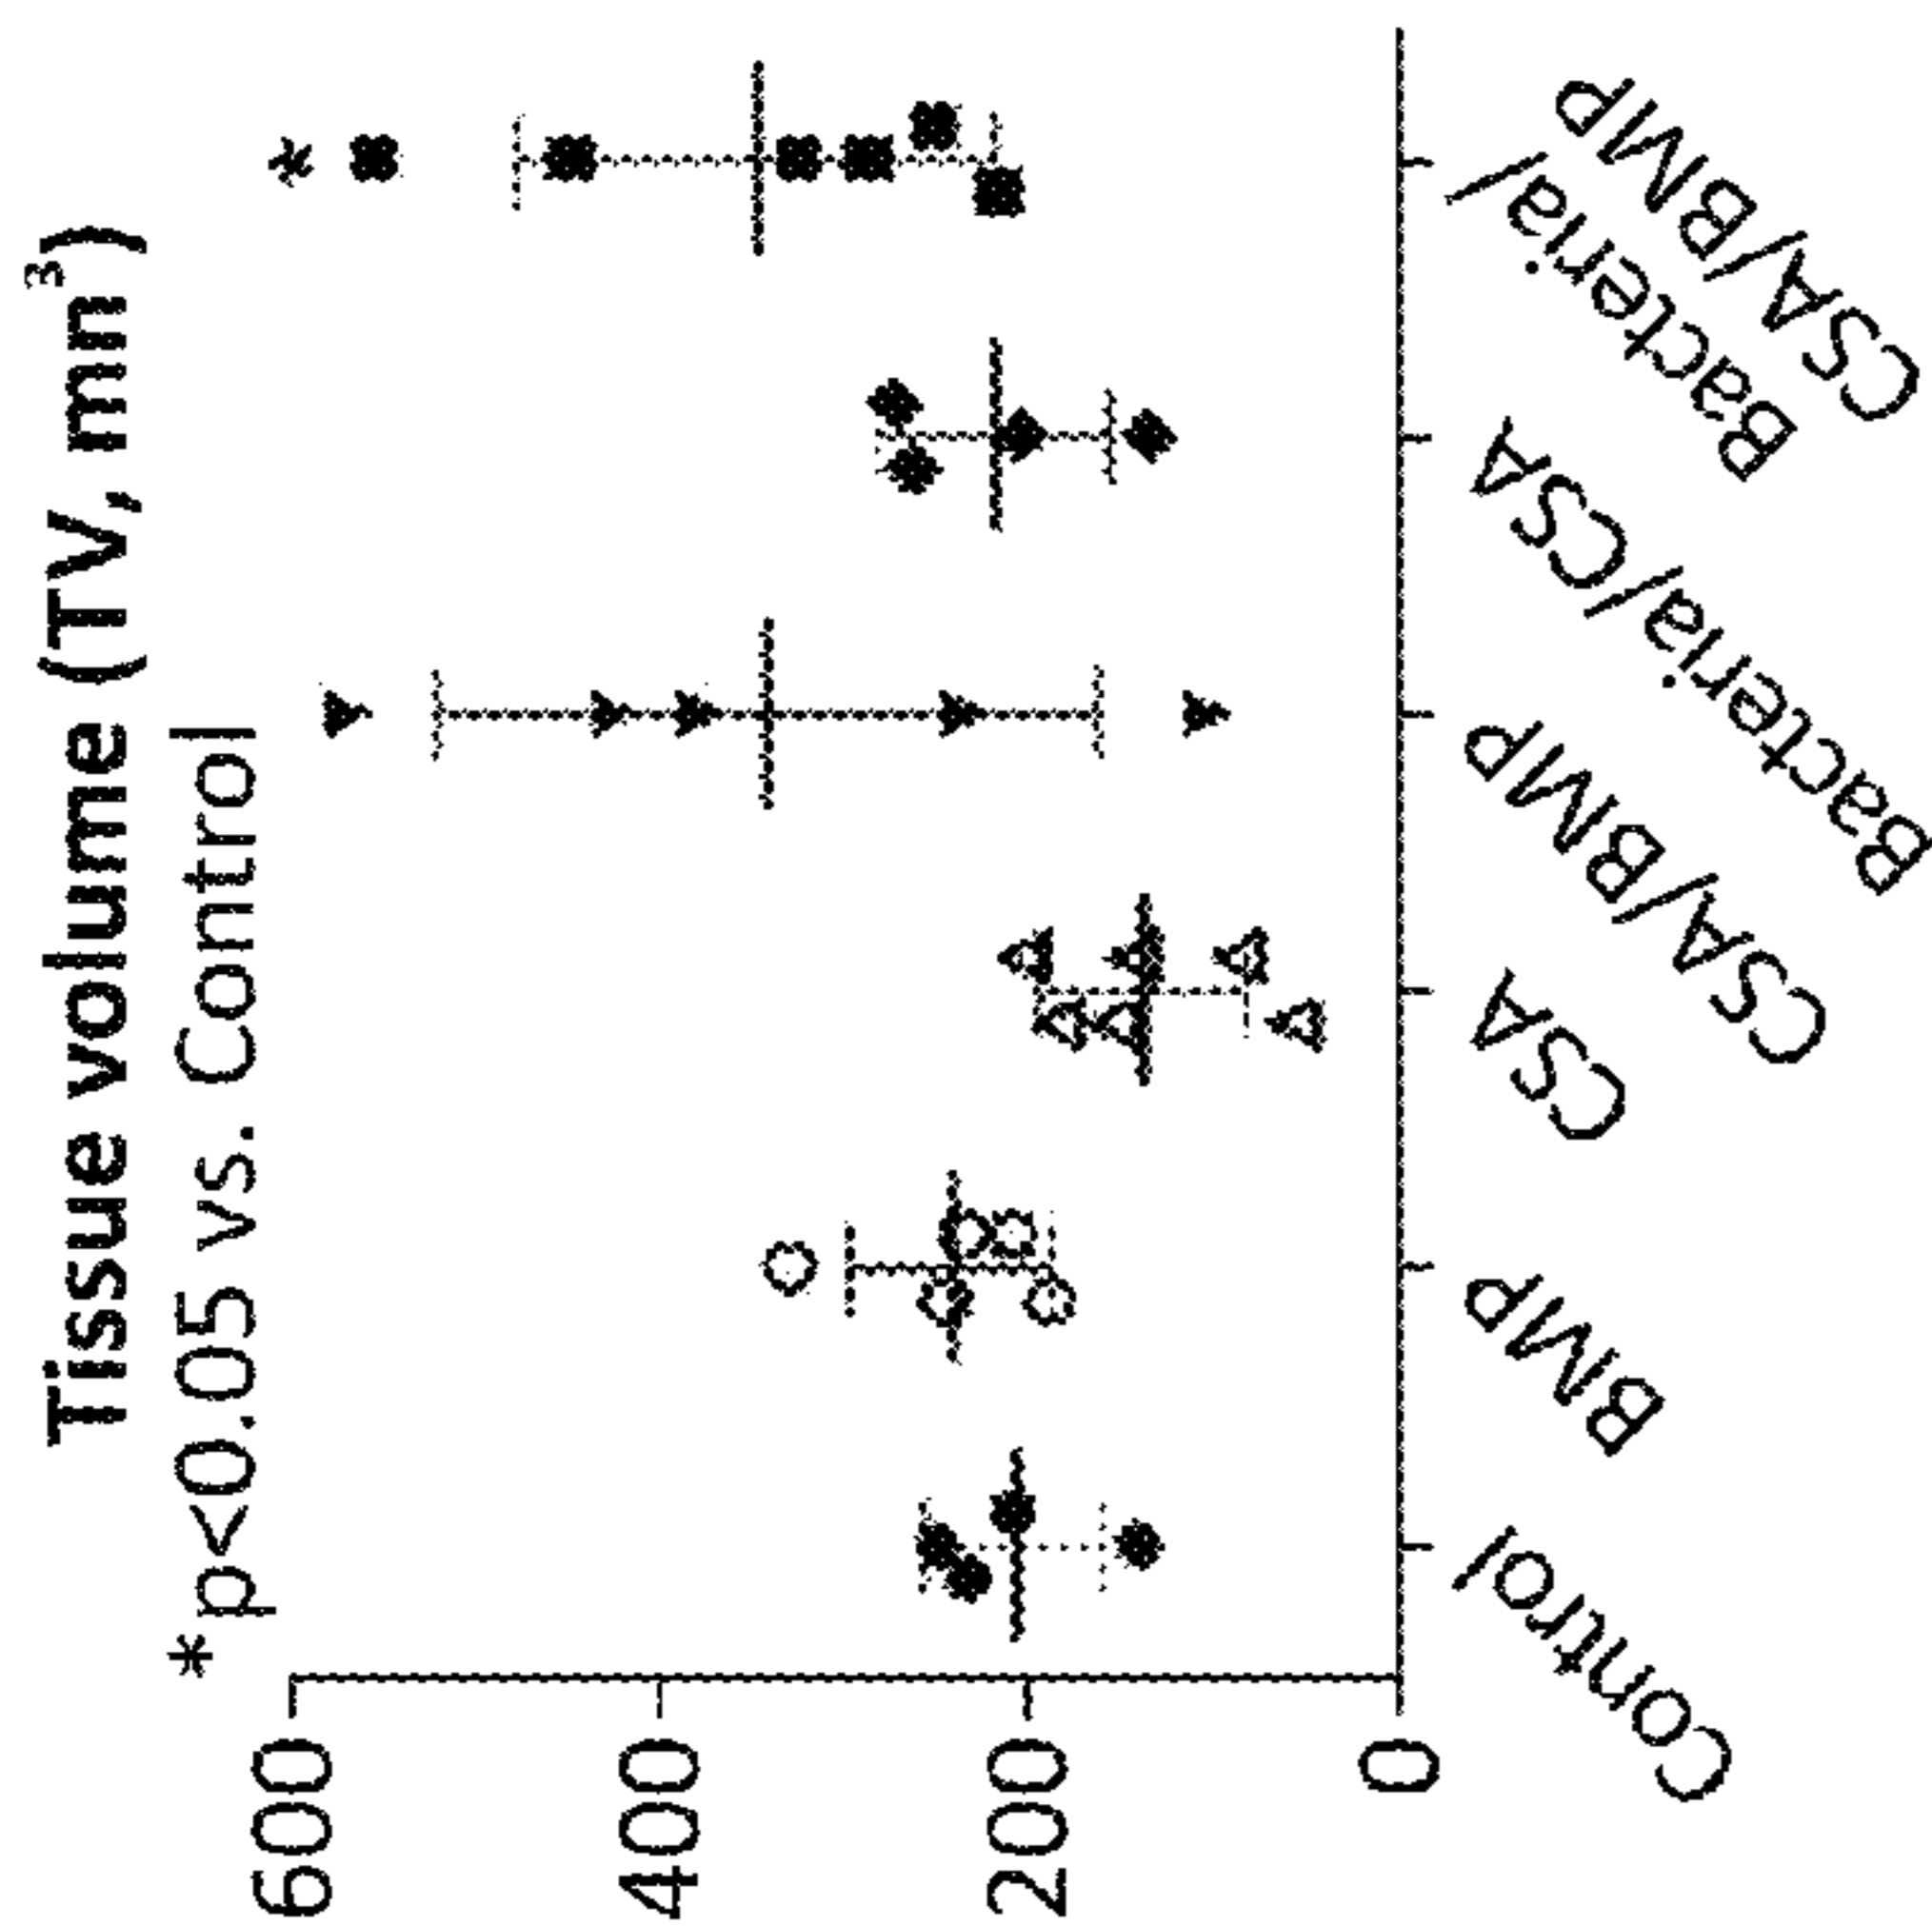 Tissue volume (TV, mm³)
*p<0.05 vs. Control
*
600
400
200
0
Control
BMP
CSA
CSA/BMP
Bacteria/CSA
Bacteria/
CSA/BMP